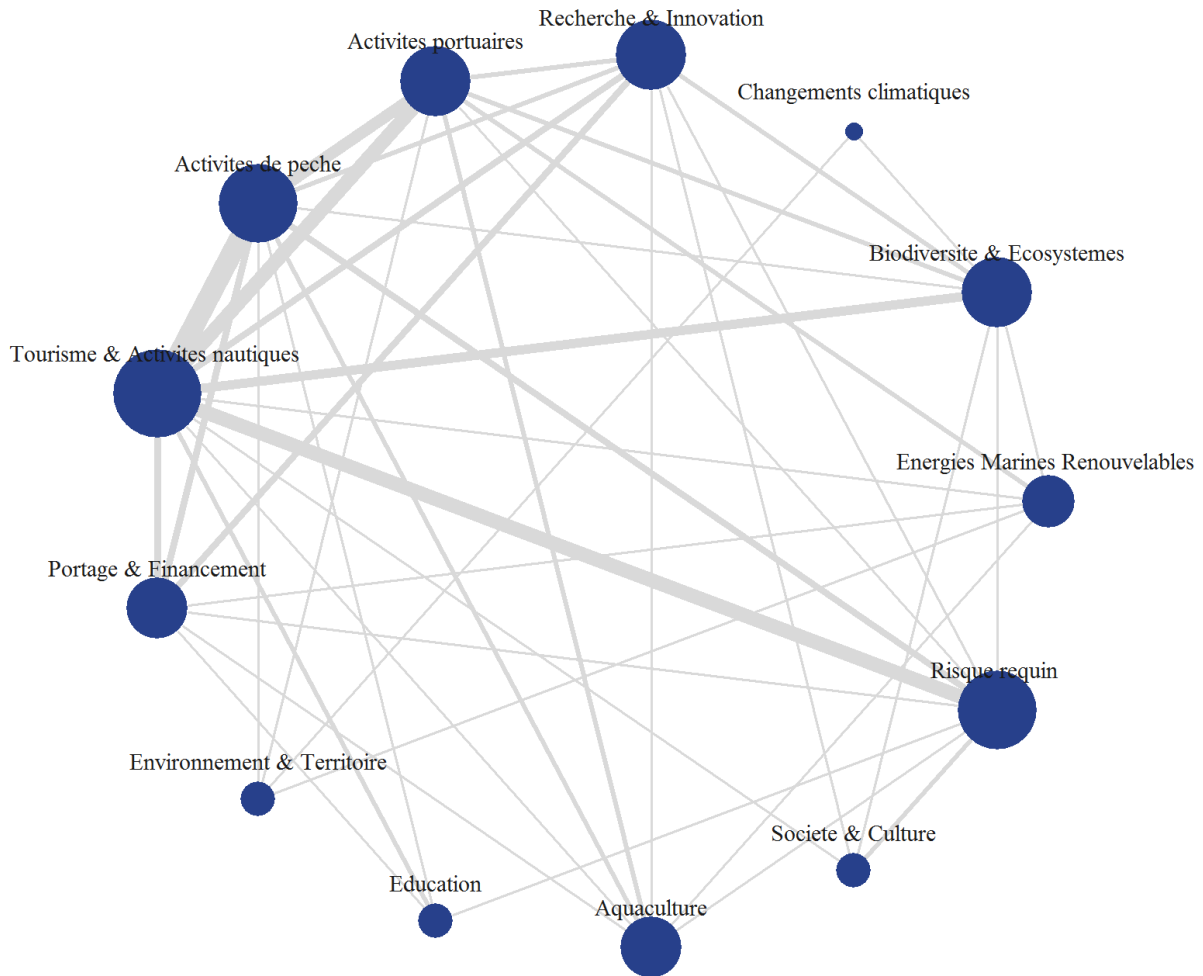 Recherche & Innovation
Activites portuaires
Changements climatiques
Activites de peche
Biodiversite & Ecosystemes
Tourisme & Activites nautiques
Energies Marines Renouvelables
Portage & Financement
Risque requin
Environnement & Territoire
Societe & Culture
Education
Aquaculture